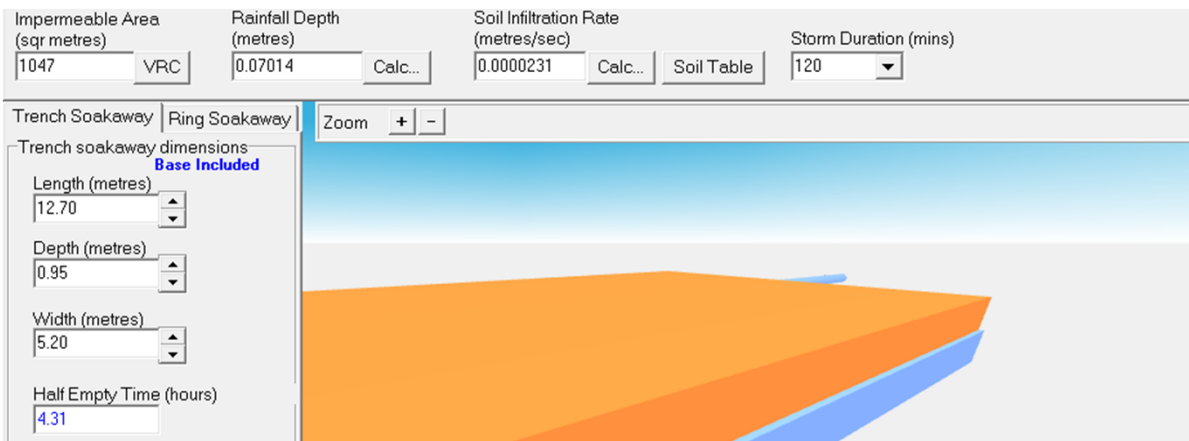 Impermeable Area
(sqr metres)
1047
VRC
Rainfall Depth
(metres)
0.07014
Calc...
Soil Infiltration Rate
(metres/sec)
0.0000231
Calc...
Soil Table
Storm Duration (mins)
120
Trench Soakaway
Ring Soakaway
Zoom
+
-
Trench soakaway dimensions
Base Included
Length (metres)
12.70
Depth (metres)
0.95
Width (metres)
5.20
Half Empty Time (hours)
4.31